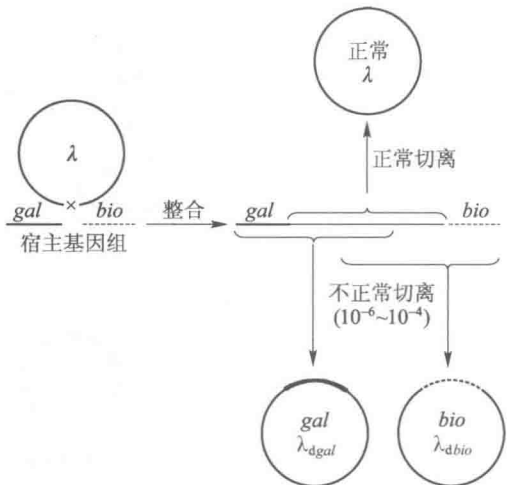 正常
λ
λ
正常切离
gal × bio
整合
gal
bio
宿主基因组
不正常切离
(10⁻⁶~10⁻⁴)
gal
λdgal
bio
λdbio